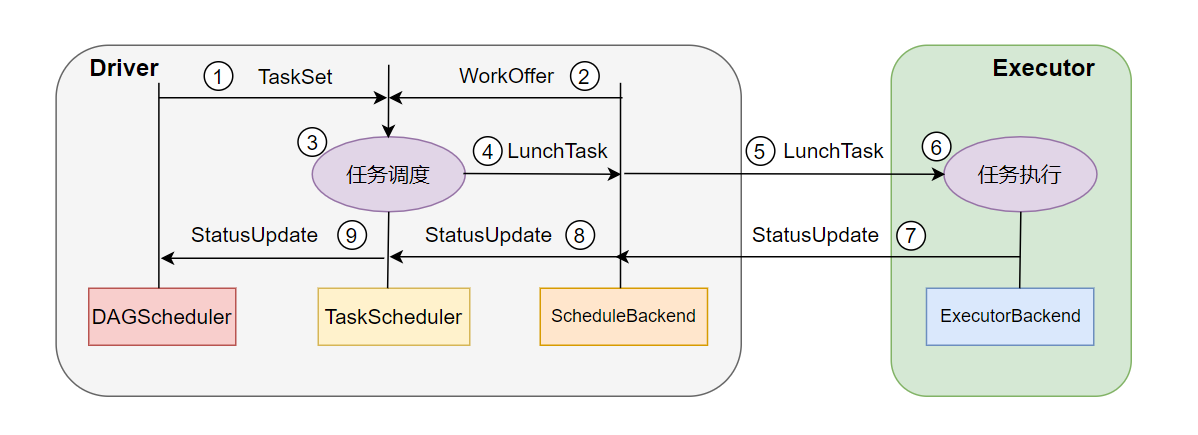 Driver
Executor
1 TaskSet
WorkOffer 2
3
任务调度
4 LunchTask
5 LunchTask
6
任务执行
StatusUpdate 9
StatusUpdate 8
StatusUpdate 7
DAGScheduler
TaskScheduler
ScheduleBackend
ExecutorBackend